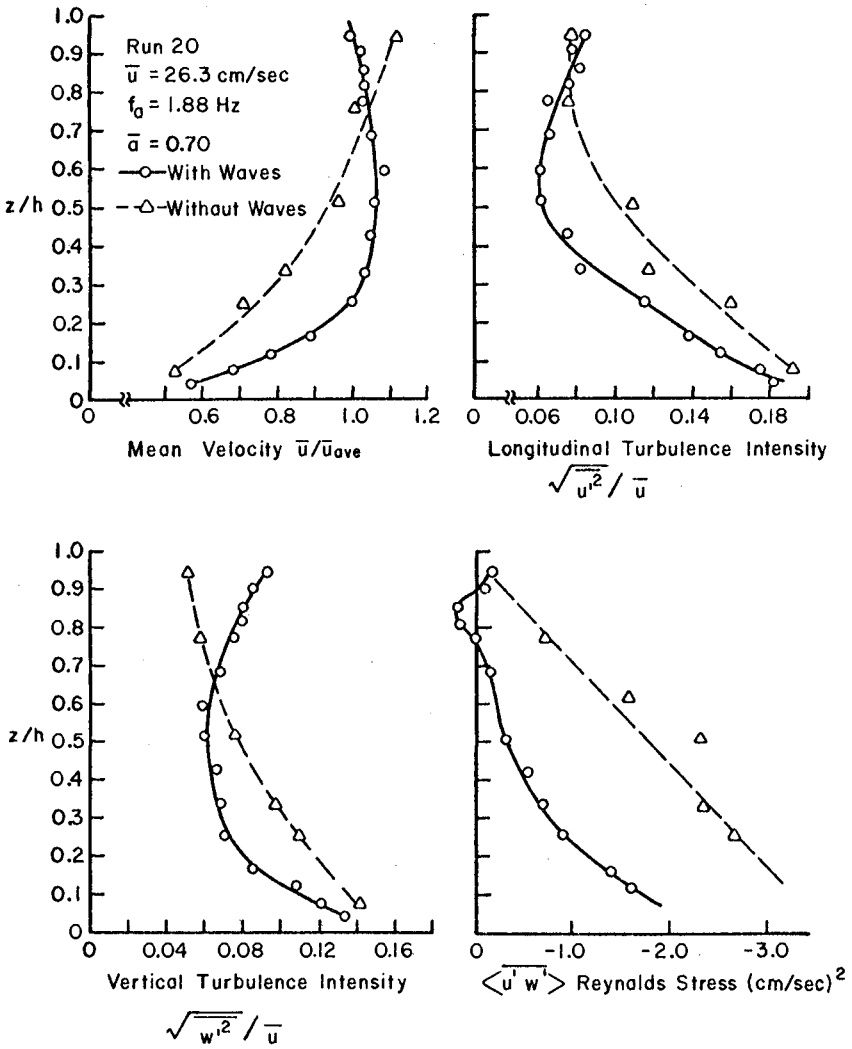 1.0
0.9
0.8
0.7
0.6
z/h 0.5
0.4
0.3
0.2
0.1
0
Run 20
u̅ = 26.3 cm/sec
fₐ = 1.88 Hz
a̅ = 0.70
With Waves
Without Waves
0 0.6 0.8 1.0 1.2
Mean Velocity u̅/u̅ave
0 0.06 0.10 0.14 0.18
Longitudinal Turbulence Intensity
√u'² / u̅
1.0
0.9
0.8
0.7
0.6
z/h 0.5
0.4
0.3
0.2
0.1
0
0 0.04 0.08 0.12 0.16
Vertical Turbulence Intensity
√w'² / u̅
0 -1.0 -2.0 -3.0
<u'w'> Reynolds Stress (cm/sec)²